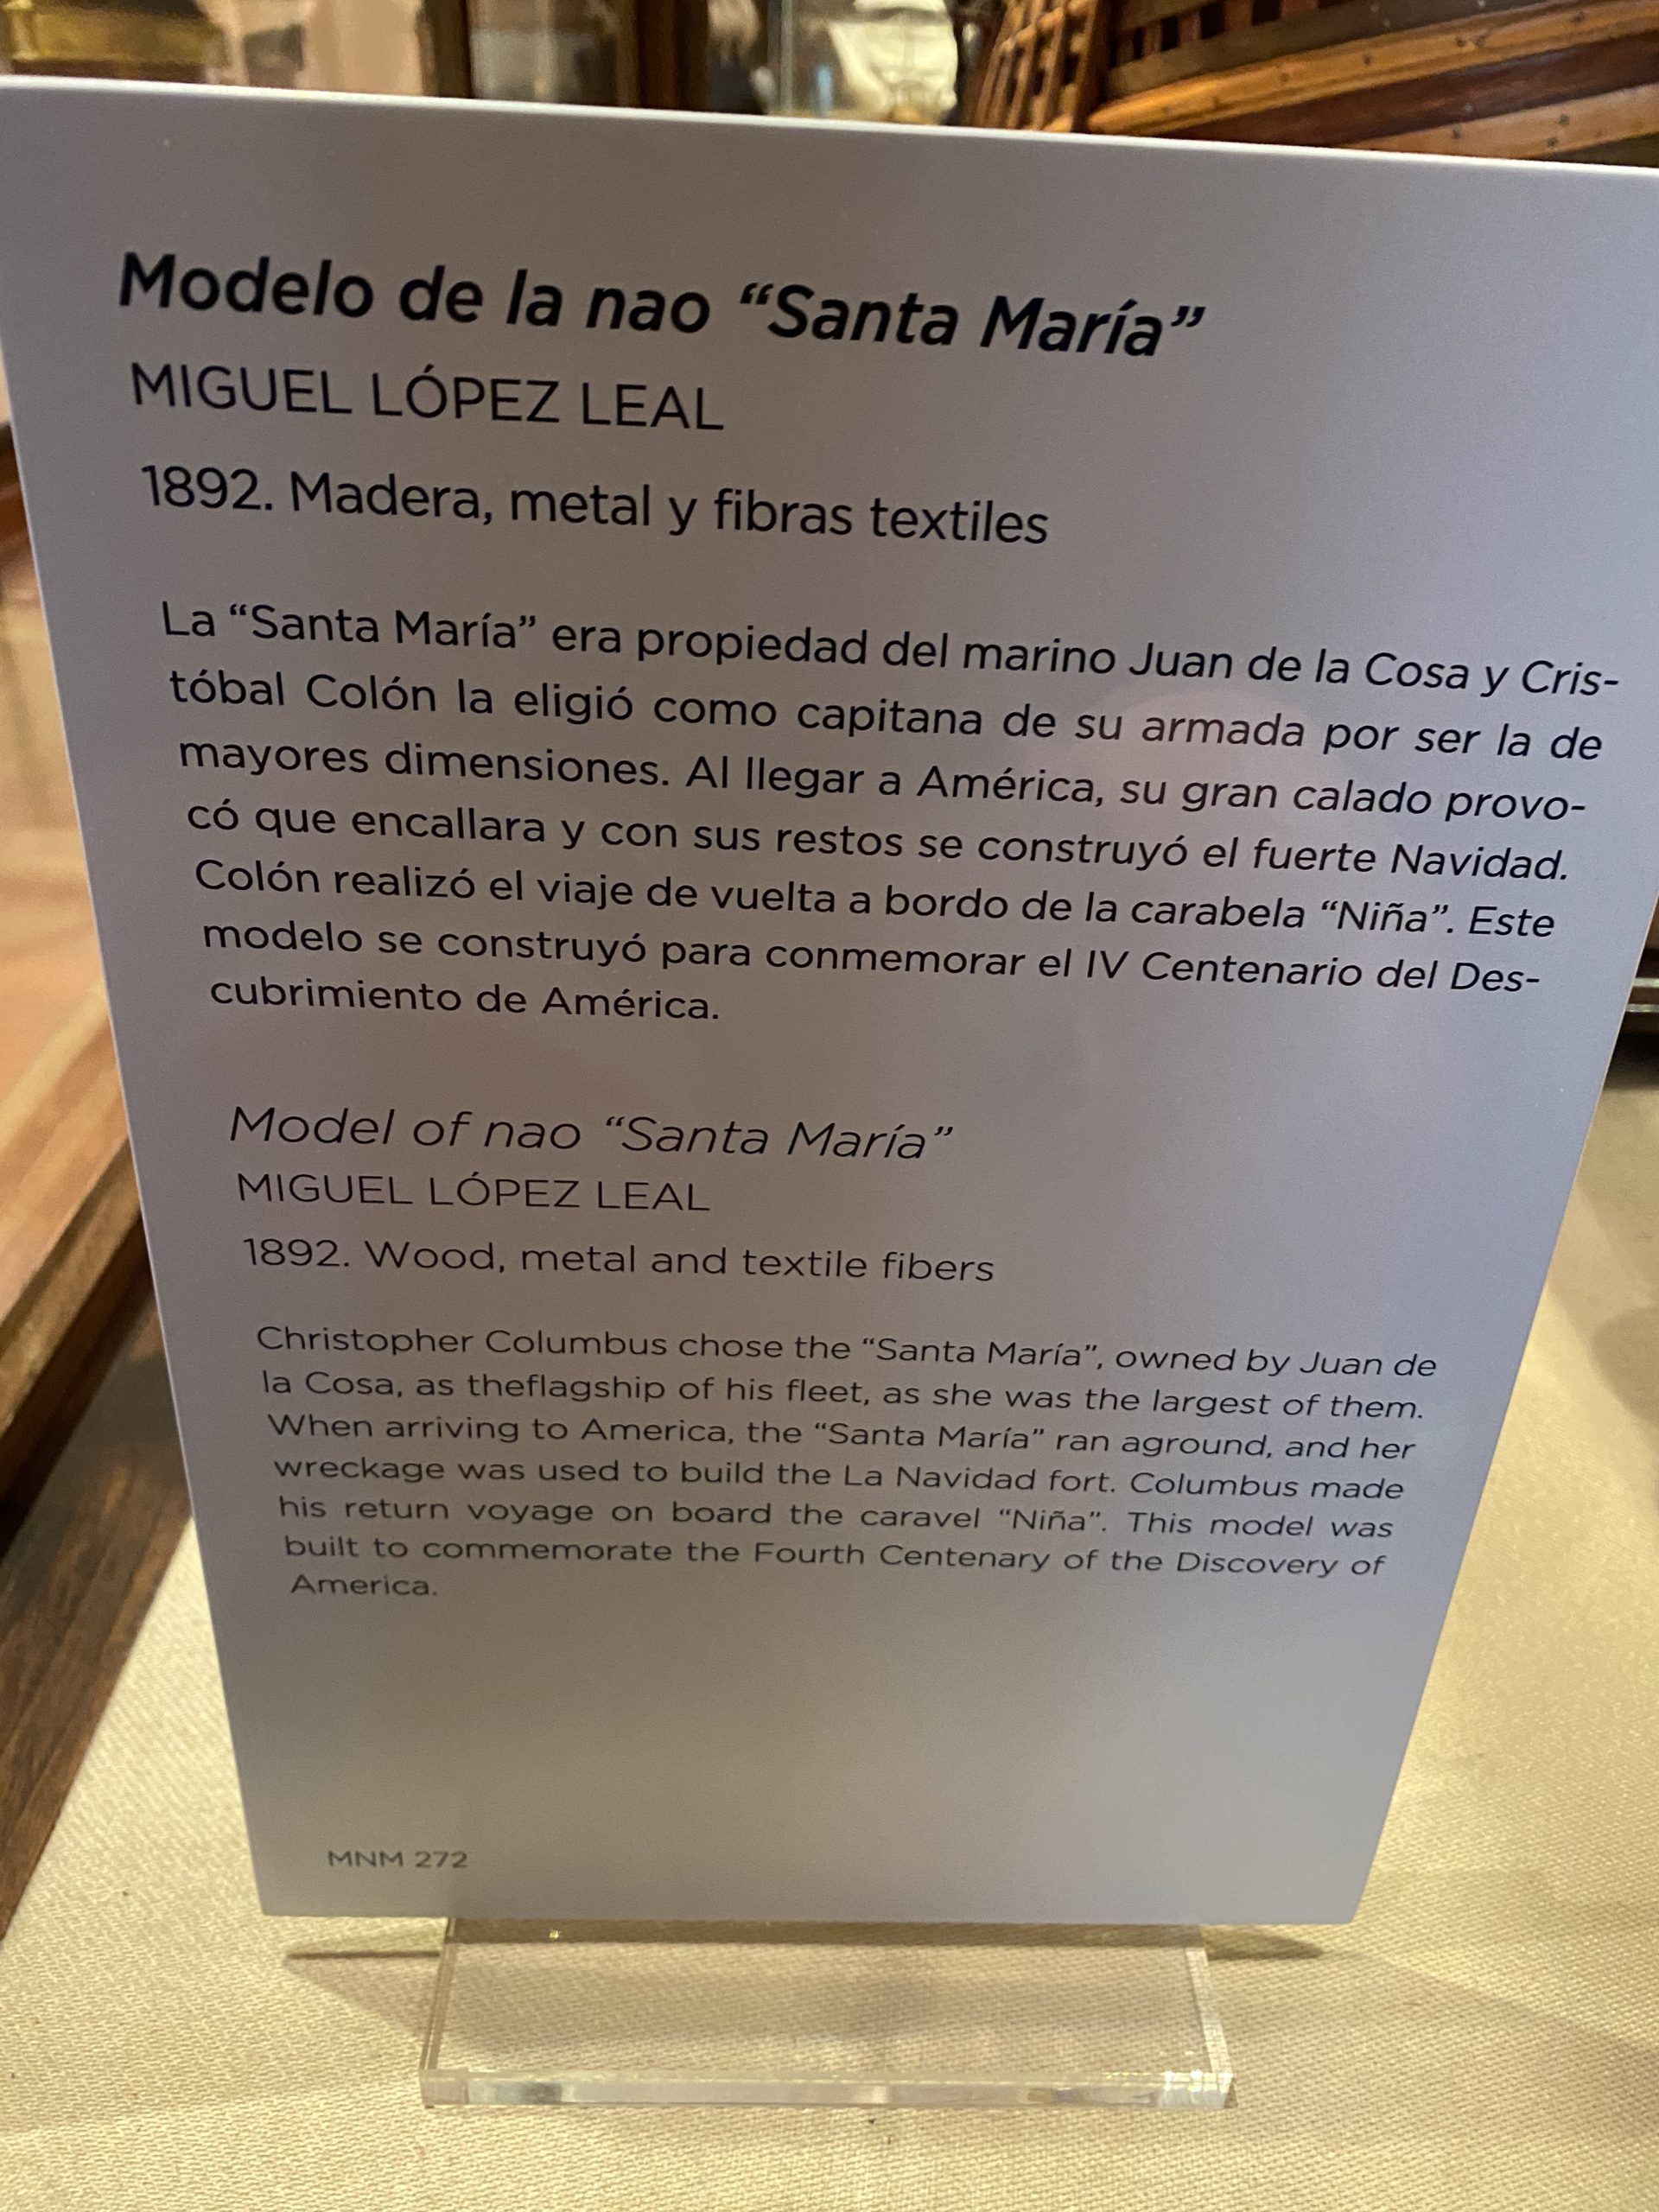 Modelo de la nao “Santa María”
MIGUEL LÓPEZ LEAL
1892. Madera, metal y fibras textiles
La “Santa María” era propiedad del marino Juan de la Cosa y Cris-
tóbal Colón la eligió como capitana de su armada por ser la de
mayores dimensiones. Al llegar a América, su gran calado provo-
có que encallara y con sus restos se construyó el fuerte Navidad.
Colón realizó el viaje de vuelta a bordo de la carabela “Niña”. Este
modelo se construyó para conmemorar el IV Centenario del Des-
cubrimiento de América.
Model of nao “Santa María”
MIGUEL LÓPEZ LEAL
1892. Wood, metal and textile fibers
Christopher Columbus chose the “Santa María”, owned by Juan de
la Cosa, as theflagship of his fleet, as she was the largest of them.
When arriving to America, the “Santa María” ran aground, and her
wreckage was used to build the La Navidad fort. Columbus made
his return voyage on board the caravel “Niña”. This model was
built to commemorate the Fourth Centenary of the Discovery of
America.
MNM 272